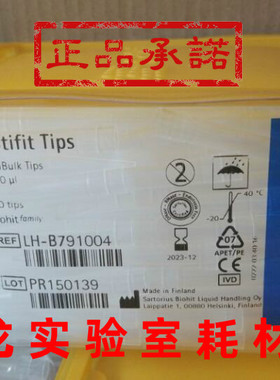 正品承諾
tifit Tips
Bulk Tips
0 µl
0 tips
ohit family
REF LH-B791004
LOT PR150139
2
2023-12
-20
40 °C
07
APET/PE
IVD
Made in Finland
Sartorius Biohit Liquid Handling Oy
Laippatie 1, 00880 Helsinki, Finland
实验室耗材